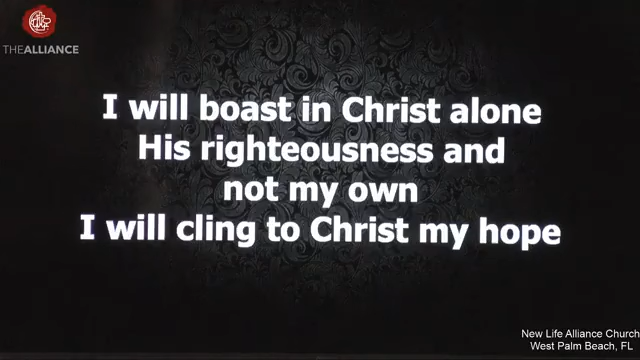 THEALLIANCE
I will boast in Christ alone
His righteousness and
not my own
I will cling to Christ my hope
New Life Alliance Church
West Palm Beach, FL